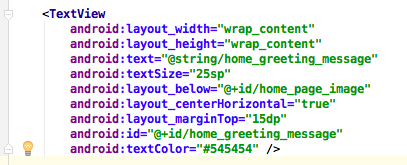 <TextView
android:layout_width="wrap_content"
android:layout_height="wrap_content"
android:text="@string/home_greeting_message"
android:textSize="25sp"
android:layout_below="@+id/home_page_image"
android:layout_centerHorizontal="true"
android:layout_marginTop="15dp"
android:id="@+id/home_greeting_message"
android:textColor="#545454" />